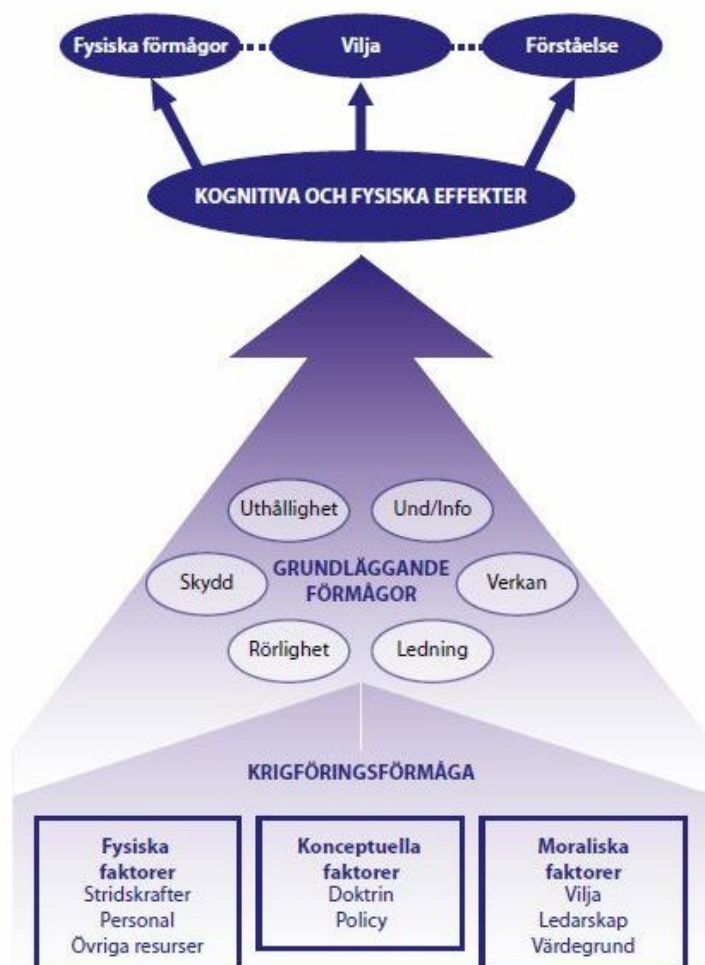 Fysiska förmågor
Vilja
Förståelse
KOGNITIVA OCH FYSISKA EFFEKTER
Uthållighet
Und/Info
Skydd
GRUNDLÄGGANDE
FÖRMÅGOR
Verkan
Rörlighet
Ledning
KRIGFÖRINGSFÖRMÅGA
Fysiska
faktorer
Stridskrafter
Personal
Övriga resurser
Konceptuella
faktorer
Doktrin
Policy
Moraliska
faktorer
Vilja
Ledarskap
Värdegrund